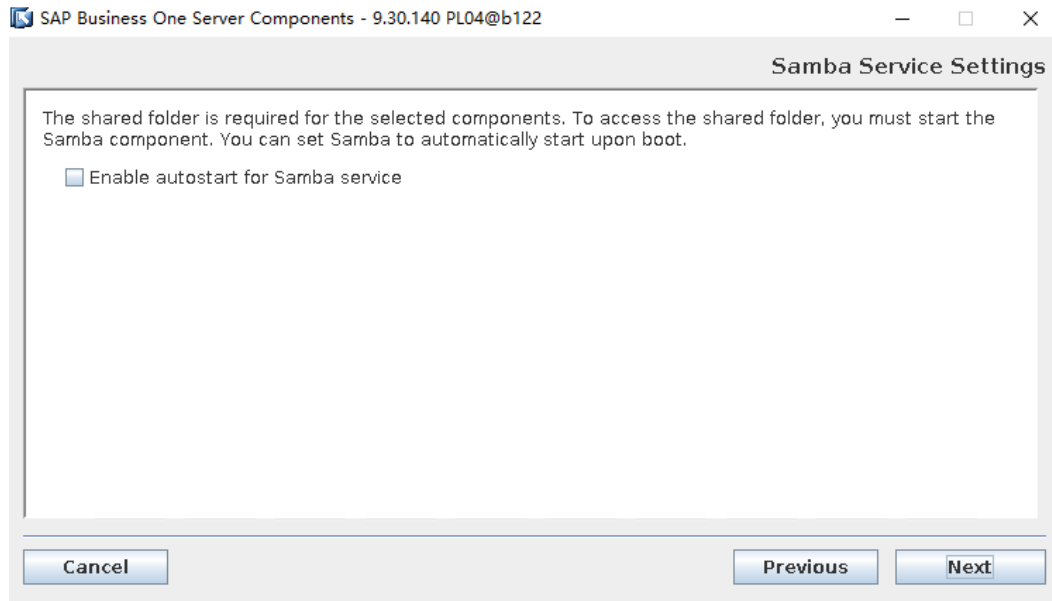 SAP Business One Server Components - 9.30.140 PL04@b122
Samba Service Settings
The shared folder is required for the selected components. To access the shared folder, you must start the
Samba component. You can set Samba to automatically start upon boot.
Enable autostart for Samba service
Cancel
Previous
Next